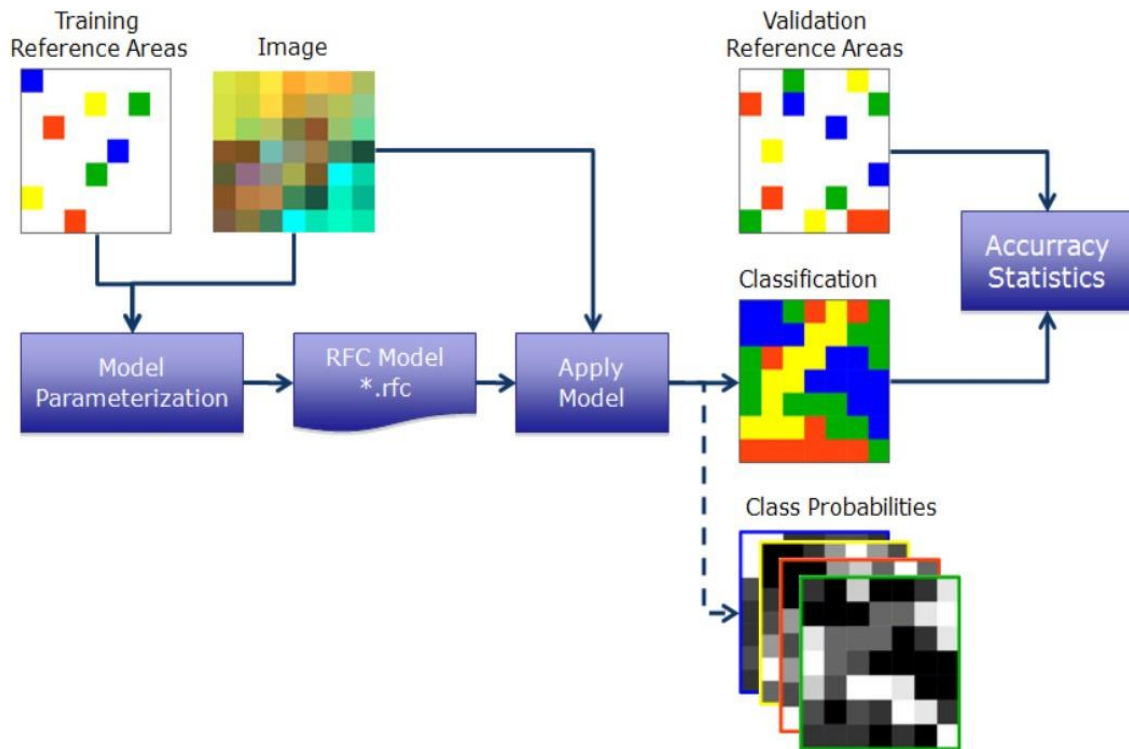 Training
Reference Areas
Image
Validation
Reference Areas
Model
Parameterization
RFC Model
*.rfc
Apply
Model
Classification
Accurracy
Statistics
Class Probabilities